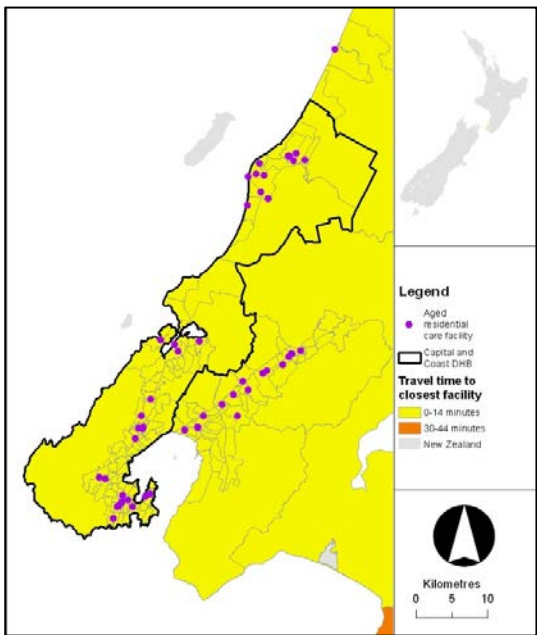 Legend
Aged
residential
care facility
Capital and
Coast DHB
Travel time to
closest facility
0-14 minutes
30-44 minutes
New Zealand
Kilometres
0 5 10